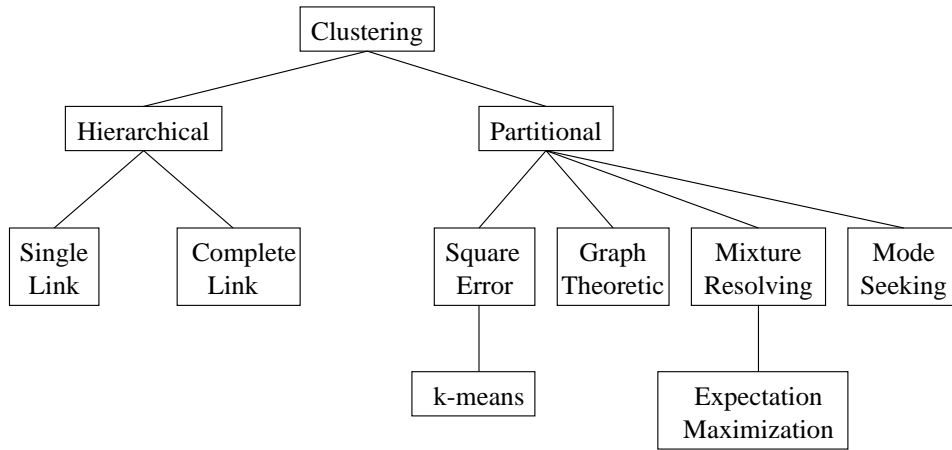 Clustering
Hierarchical
Partitional
Single
Link
Complete
Link
Square
Error
Graph
Theoretic
Mixture
Resolving
Mode
Seeking
k-means
Expectation
Maximization